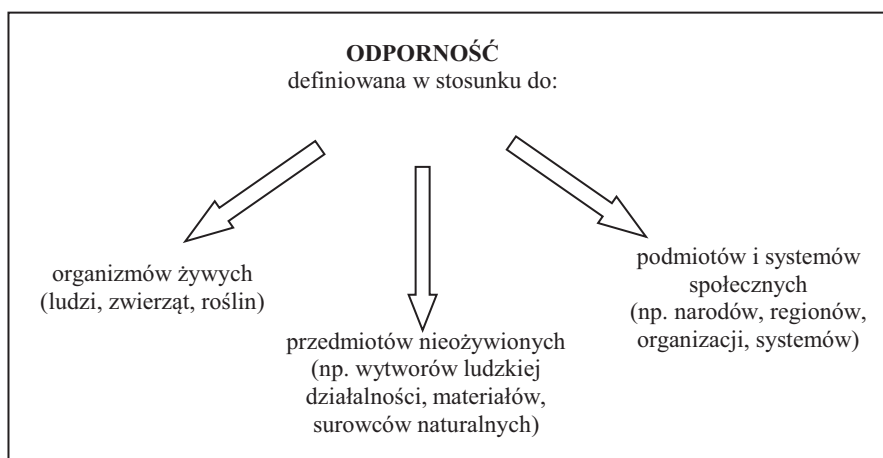 ODPORNOŚĆ
definiowana w stosunku do:
organizmów żywych
(ludzi, zwierząt, roślin)
przedmiotów nieożywionych
(np. wytworów ludzkiej
działalności, materiałów,
surowców naturalnych)
podmiotów i systemów
społecznych
(np. narodów, regionów,
organizacji, systemów)